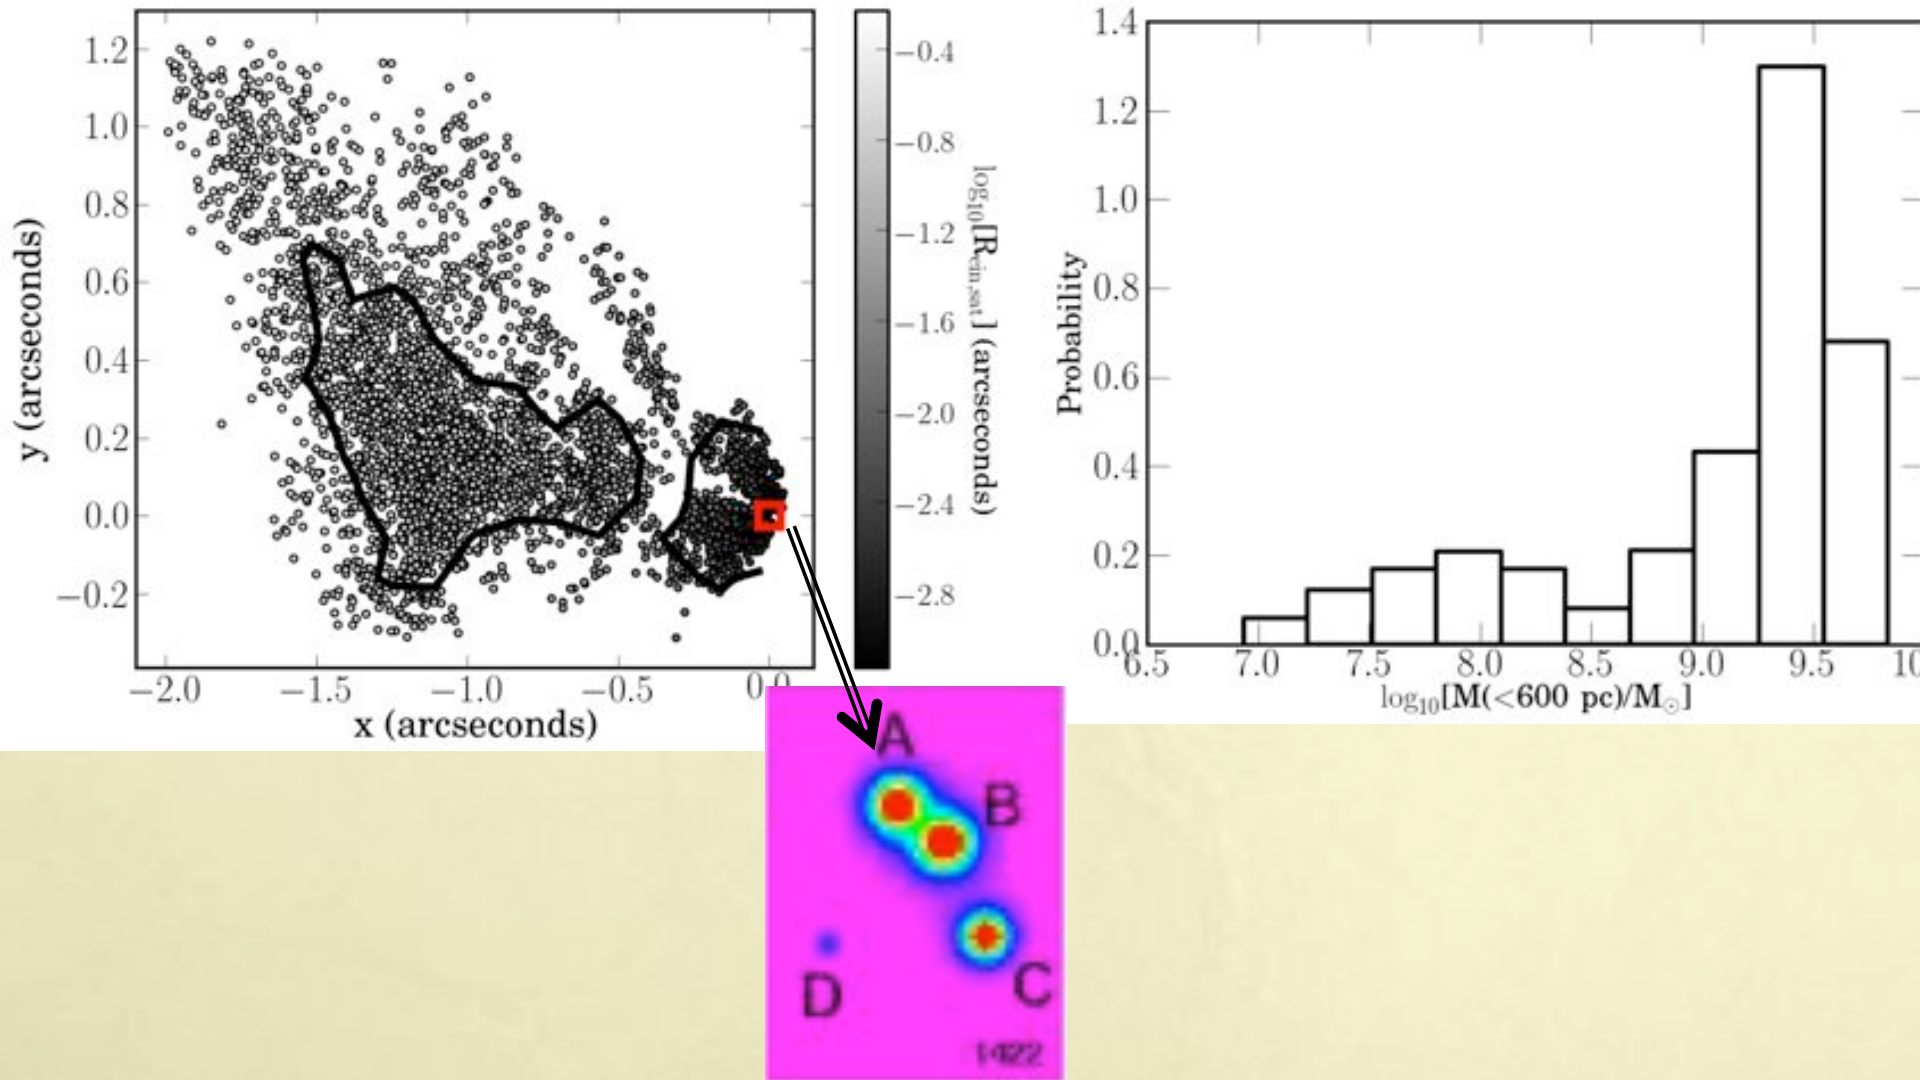 1.2
1.0
0.8
0.6
0.4
0.2
0.0
−0.2
y (arcseconds)
−2.0 −1.5 −1.0 −0.5 0.0
x (arcseconds)
−0.4
−0.8
−1.2
−1.6
−2.0
−2.4
−2.8
log₁₀[R_ein,sat] (arcseconds)
1.4
1.2
1.0
0.8
0.6
0.4
0.2
0.0
Probability
6.5 7.0 7.5 8.0 8.5 9.0 9.5 10
log₁₀[M(<600 pc)/M☉]
A
B
C
D
1422